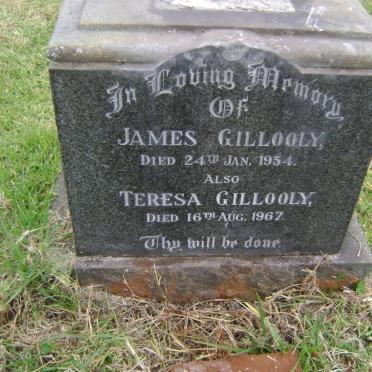 In Loving Memory
OF
JAMES GILLOOLY,
DIED 24TH JAN. 1954.
ALSO
TERESA GILLOOLY,
DIED 16TH AUG. 1967.
Thy will be done.